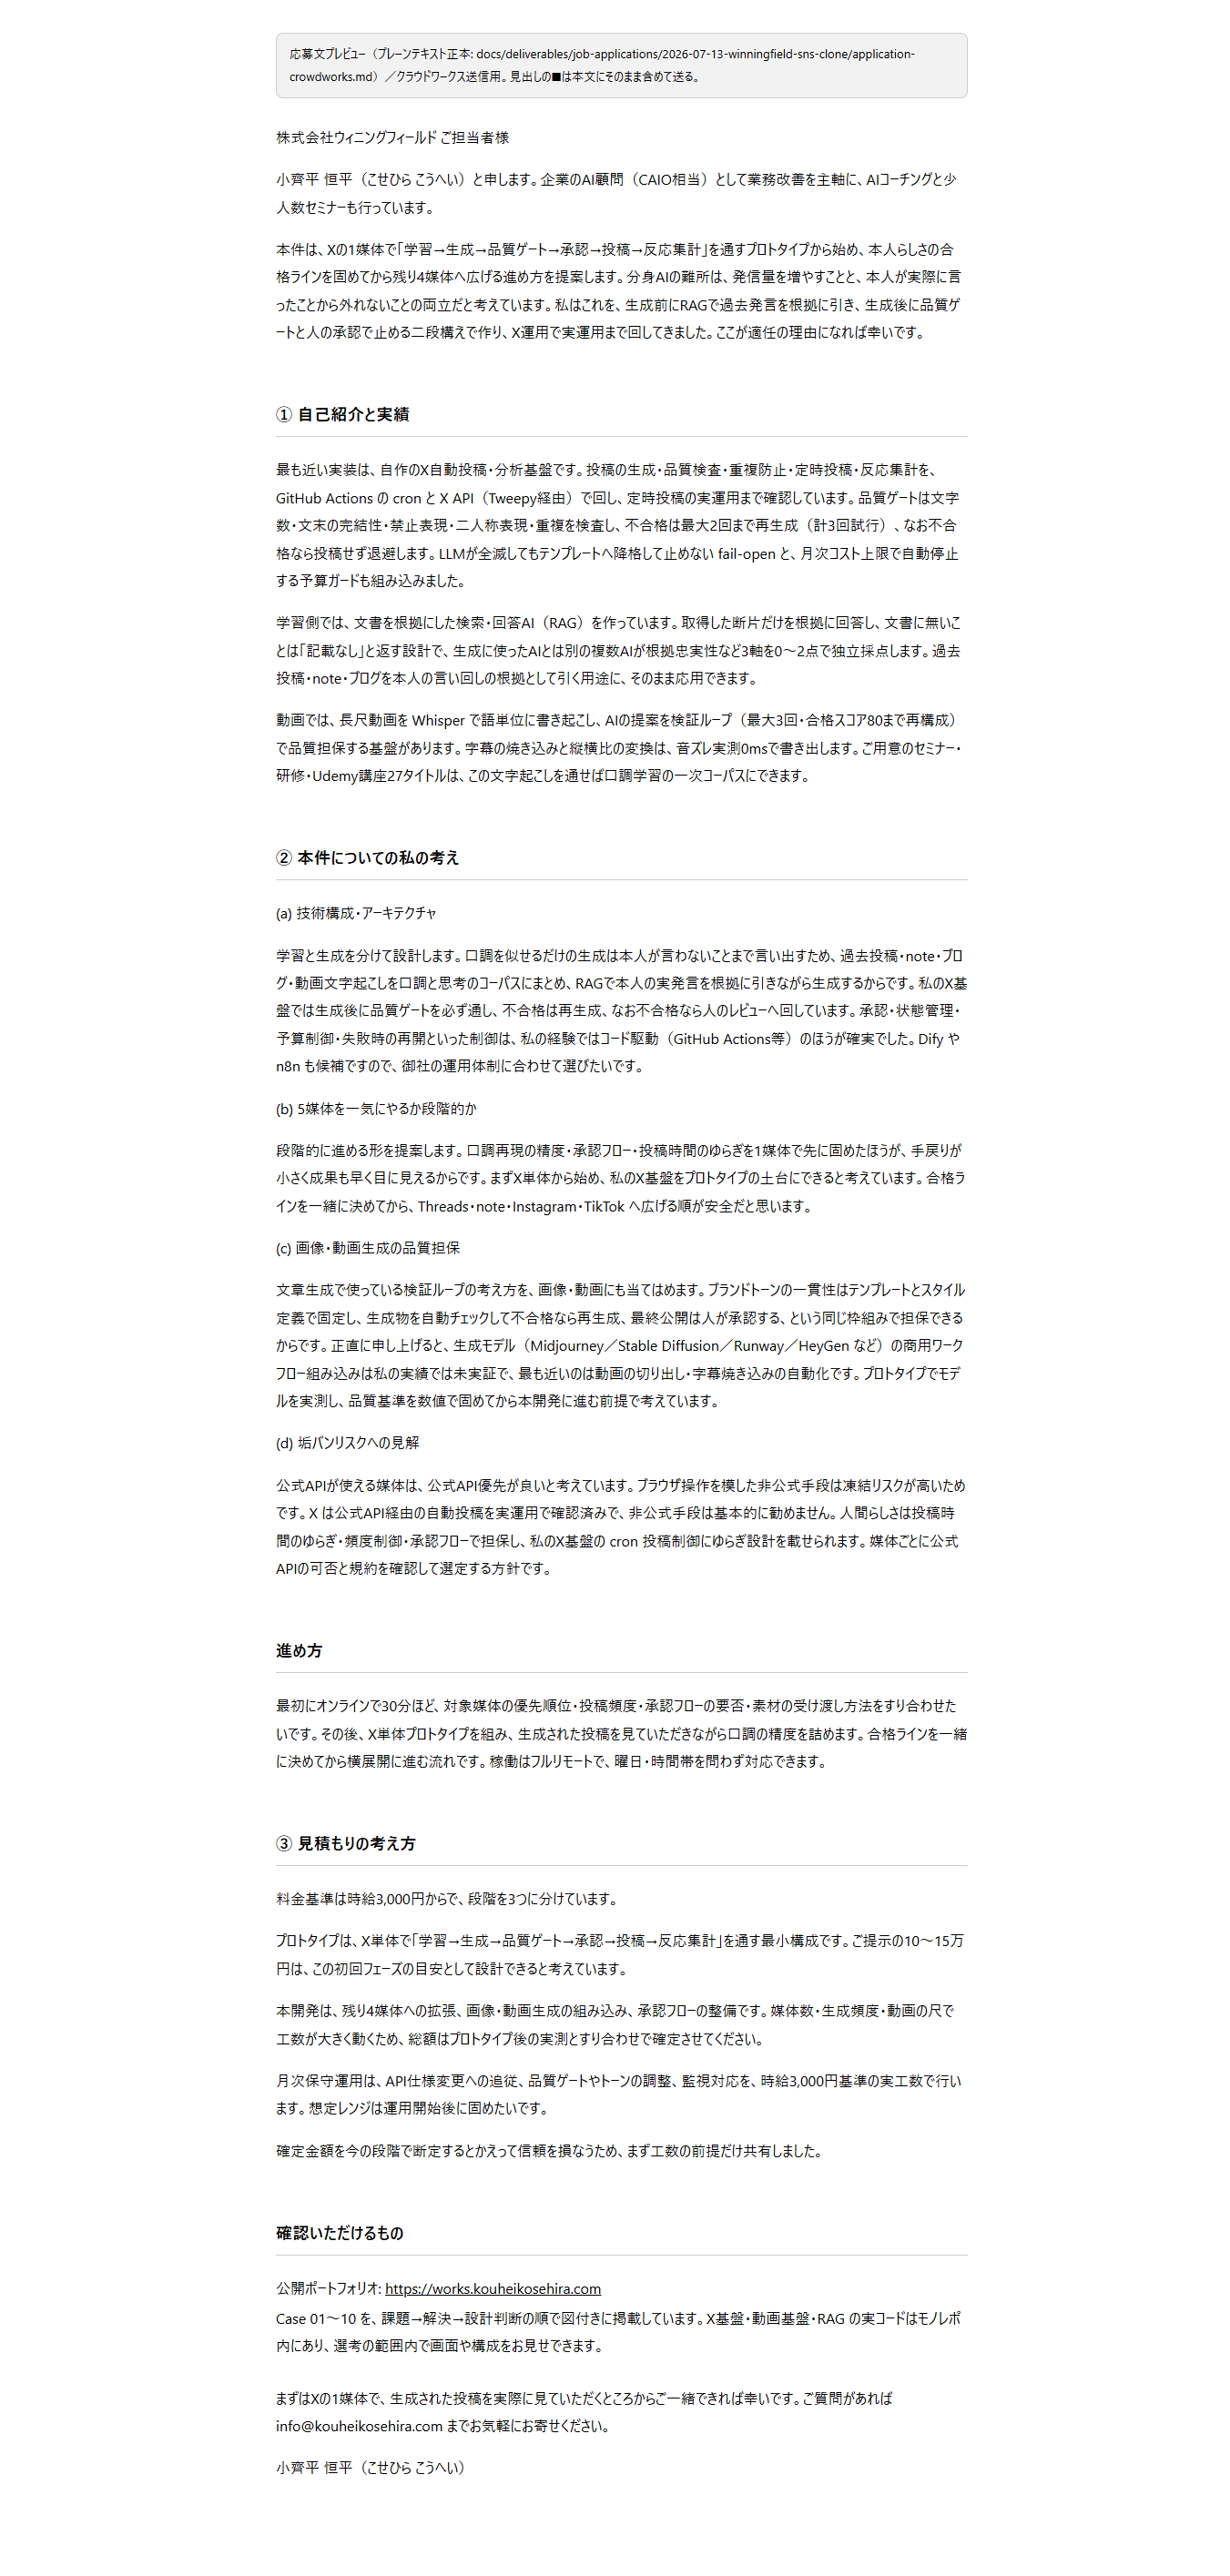 応募文プレビュー（プレーンテキスト正本: docs/deliverables/job-applications/2026-07-13-winningfield-sns-clone/application-
crowdworks.md）／クラウドワークス送信用。見出しの■は本文にそのまま含めて送る。
株式会社ウィニングフィールド ご担当者様
小齊平 恒平（こせひら こうへい）と申します。企業のAI顧問（CAIO相当）として業務改善を主軸に、AIコーチングと少
人数セミナーも行っています。
本件は、Xの1媒体で「学習→生成→品質ゲート→承認→投稿→反応集計」を通すプロトタイプから始め、本人らしさの合
格ラインを固めてから残り4媒体へ広げる進め方を提案します。分身AIの難所は、発信量を増やすことと、本人が実際に言
ったことから外れないことの両立だと考えています。私はこれを、生成前にRAGで過去発言を根拠に引き、生成後に品質ゲ
ートと人の承認で止める二段構えで作り、X運用で実運用まで回してきました。ここが適任の理由になれば幸いです。
① 自己紹介と実績
最も近い実装は、自作のX自動投稿・分析基盤です。投稿の生成・品質検査・重複防止・定時投稿・反応集計を、
GitHub Actions の cron と X API（Tweepy経由）で回し、定時投稿の実運用まで確認しています。品質ゲートは文字
数・文末の完結性・禁止表現・二人称表現・重複を検査し、不合格は最大2回まで再生成（計3回試行）、なお不合
格なら投稿せず退避します。LLMが全滅してもテンプレートへ降格して止めない fail-open と、月次コスト上限で自動停止
する予算ガードも組み込みました。
学習側では、文書を根拠にした検索・回答AI（RAG）を作っています。取得した断片だけを根拠に回答し、文書に無いこ
とは「記載なし」と返す設計で、生成に使ったAIとは別の複数AIが根拠忠実性など3軸を0～2点で独立採点します。過去
投稿・note・ブログを本人の言い回しの根拠として引く用途に、そのまま応用できます。
動画では、長尺動画を Whisper で語単位に書き起こし、AIの提案を検証ループ（最大3回・合格スコア80まで再構成）
で品質担保する基盤があります。字幕の焼き込みと縦横比の変換は、音ズレ実測0msで書き出します。ご用意のセミナー・
研修・Udemy講座27タイトルは、この文字起こしを通せば口調学習の一次コーパスにできます。
② 本件についての私の考え
(a) 技術構成・アーキテクチャ
学習と生成を分けて設計します。口調を似せるだけの生成は本人が言わないことまで言い出すため、過去投稿・note・ブロ
グ・動画文字起こしを口調と思考のコーパスにまとめ、RAGで本人の実発言を根拠に引きながら生成するからです。私のX基
盤では生成後に品質ゲートを必ず通し、不合格は再生成、なお不合格なら人のレビューへ回しています。承認・状態管理・
予算制御・失敗時の再開といった制御は、私の経験ではコード駆動（GitHub Actions等）のほうが確実でした。Dify や
n8n も候補ですので、御社の運用体制に合わせて選びたいです。
(b) 5媒体を一気にやるか段階的か
段階的に進める形を提案します。口調再現の精度・承認フロー・投稿時間のゆらぎを1媒体で先に固めたほうが、手戻りが
小さく成果も早く目に見えるからです。まずX単体から始め、私のX基盤をプロトタイプの土台にできると考えています。合格ラ
インを一緒に決めてから、Threads・note・Instagram・TikTok へ広げる順が安全だと思います。
(c) 画像・動画生成の品質担保
文章生成で使っている検証ループの考え方を、画像・動画にも当てはめます。ブランドトーンの一貫性はテンプレートとスタイル
定義で固定し、生成物を自動チェックして不合格なら再生成、最終公開は人が承認する、という同じ枠組みで担保できる
からです。正直に申し上げると、生成モデル（Midjourney／Stable Diffusion／Runway／HeyGen など）の商用ワーク
フロー組み込みは私の実績では未実証で、最も近いのは動画の切り出し・字幕焼き込みの自動化です。プロトタイプでモデ
ルを実測し、品質基準を数値で固めてから本開発に進む前提で考えています。
(d) 垢バンリスクへの見解
公式APIが使える媒体は、公式API優先が良いと考えています。ブラウザ操作を模した非公式手段は凍結リスクが高いため
です。X は公式API経由の自動投稿を実運用で確認済みで、非公式手段は基本的に勧めません。人間らしさは投稿時
間のゆらぎ・頻度制御・承認フローで担保し、私のX基盤の cron 投稿制御にゆらぎ設計を載せられます。媒体ごとに公式
APIの可否と規約を確認して選定する方針です。
進め方
最初にオンラインで30分ほど、対象媒体の優先順位・投稿頻度・承認フローの要否・素材の受け渡し方法をすり合わせた
いです。その後、X単体プロトタイプを組み、生成された投稿を見ていただきながら口調の精度を詰めます。合格ラインを一緒
に決めてから横展開に進む流れです。稼働はフルリモートで、曜日・時間帯を問わず対応できます。
③ 見積もりの考え方
料金基準は時給3,000円からで、段階を3つに分けています。
プロトタイプは、X単体で「学習→生成→品質ゲート→承認→投稿→反応集計」を通す最小構成です。ご提示の10～15万
円は、この初回フェーズの目安として設計できると考えています。
本開発は、残り4媒体への拡張、画像・動画生成の組み込み、承認フローの整備です。媒体数・生成頻度・動画の尺で
工数が大きく動くため、総額はプロトタイプ後の実測とすり合わせで確定させてください。
月次保守運用は、API仕様変更への追従、品質ゲートやトーンの調整、監視対応を、時給3,000円基準の実工数で行い
ます。想定レンジは運用開始後に固めたいです。
確定金額を今の段階で断定するとかえって信頼を損なうため、まず工数の前提だけ共有しました。
確認いただけるもの
公開ポートフォリオ: https://works.kouheikosehira.com
Case 01～10 を、課題→解決→設計判断の順で図付きに掲載しています。X基盤・動画基盤・RAG の実コードはモノレポ
内にあり、選考の範囲内で画面や構成をお見せできます。
まずはXの1媒体で、生成された投稿を実際に見ていただくところからご一緒できれば幸いです。ご質問があれば
info@kouheikosehira.com までお気軽にお寄せください。
小齊平 恒平（こせひら こうへい）